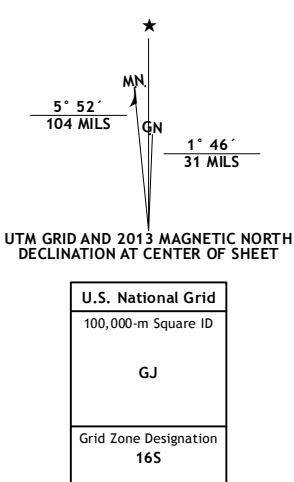 ★
MN
5° 52´
104 MILS
GN
1° 46´
31 MILS
UTM GRID AND 2013 MAGNETIC NORTH
DECLINATION AT CENTER OF SHEET
U.S. National Grid
100,000-m Square ID
GJ
Grid Zone Designation
16S